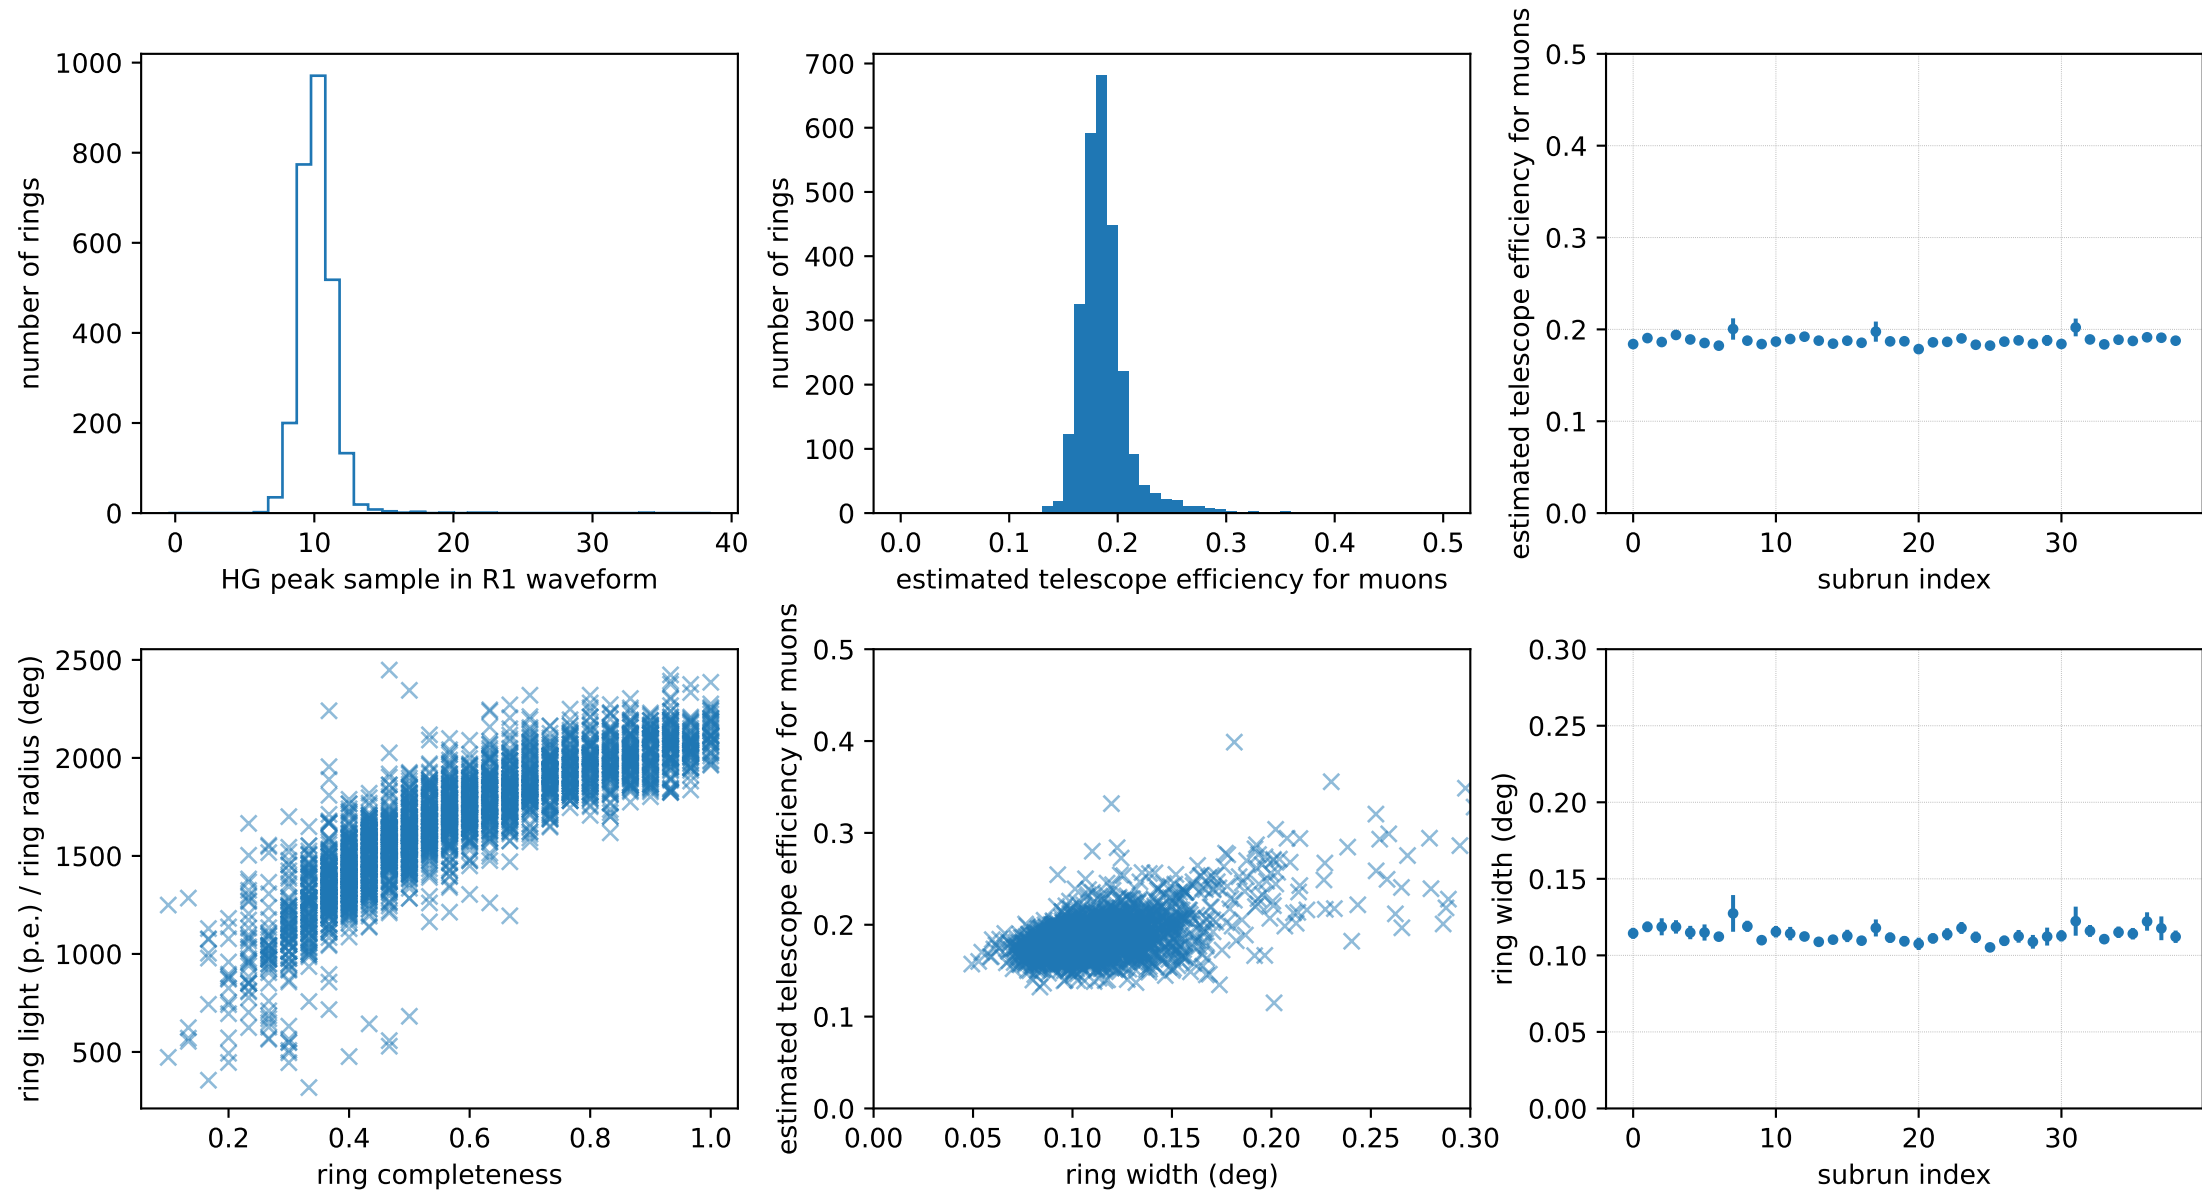 1000
800
600
400
200
0
number of rings
0 10 20 30 40
HG peak sample in R1 waveform
700
600
500
400
300
200
100
0
number of rings
0.0 0.1 0.2 0.3 0.4 0.5
estimated telescope efficiency for muons
0.5
0.4
0.3
0.2
0.1
0.0
estimated telescope efficiency for muons
0 10 20 30
subrun index
2500
2000
1500
1000
500
ring light (p.e.) / ring radius (deg)
0.2 0.4 0.6 0.8 1.0
ring completeness
0.5
0.4
0.3
0.2
0.1
0.0
estimated telescope efficiency for muons
0.00 0.05 0.10 0.15 0.20 0.25 0.30
ring width (deg)
0.30
0.25
0.20
0.15
0.10
0.05
0.00
ring width (deg)
0 10 20 30
subrun index